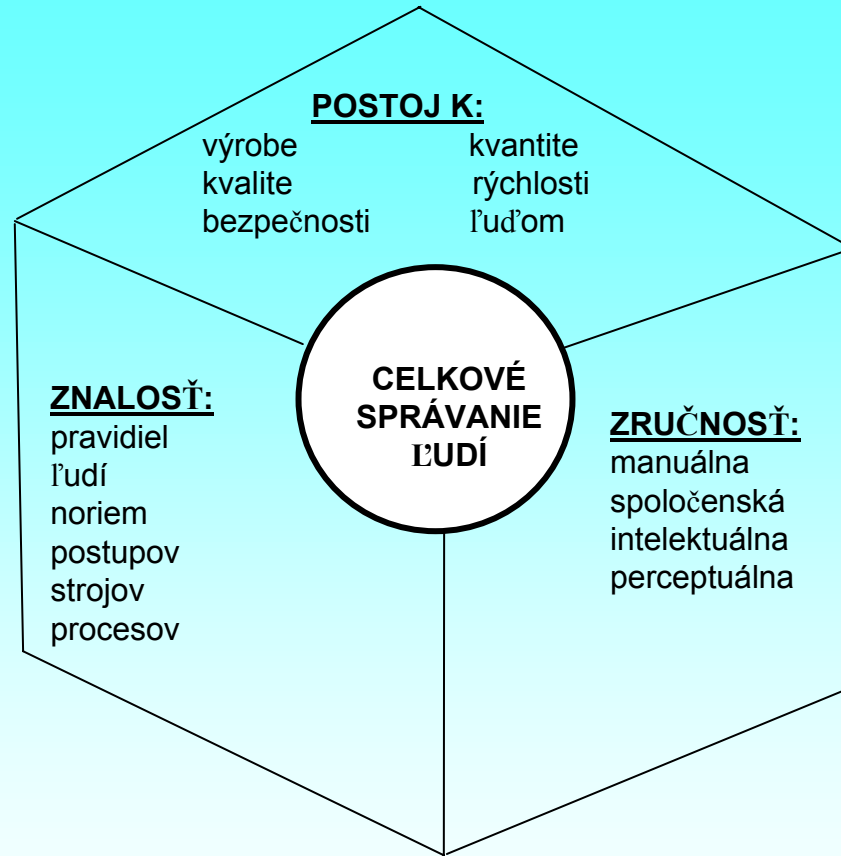 POSTOJ K:
výrobe kvantite
kvalite rýchlosti
bezpečnosti ľuďom
CELKOVÉ
SPRÁVANIE
ĽUDÍ
ZNALOSŤ:
pravidiel
ľudí
noriem
postupov
strojov
procesov
ZRUČNOSŤ:
manuálna
spoločenská
intelektuálna
perceptuálna